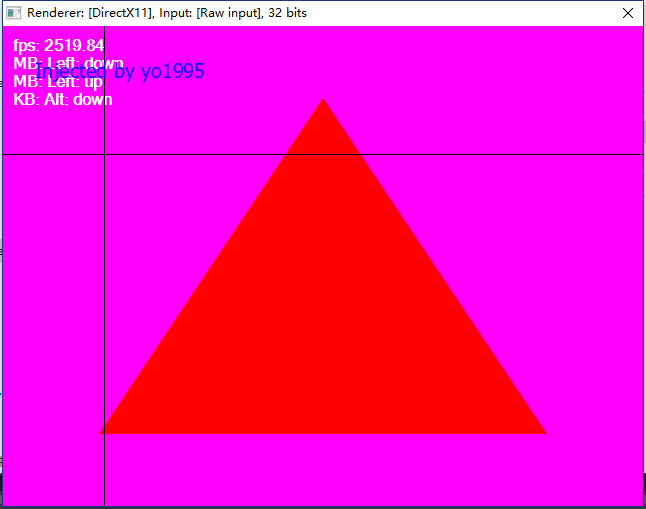 Renderer: [DirectX11], Input: [Raw input], 32 bits
fps: 2519.84
MB: Left: down
Injected by yo1995
MB: Left: up
KB: Alt: down